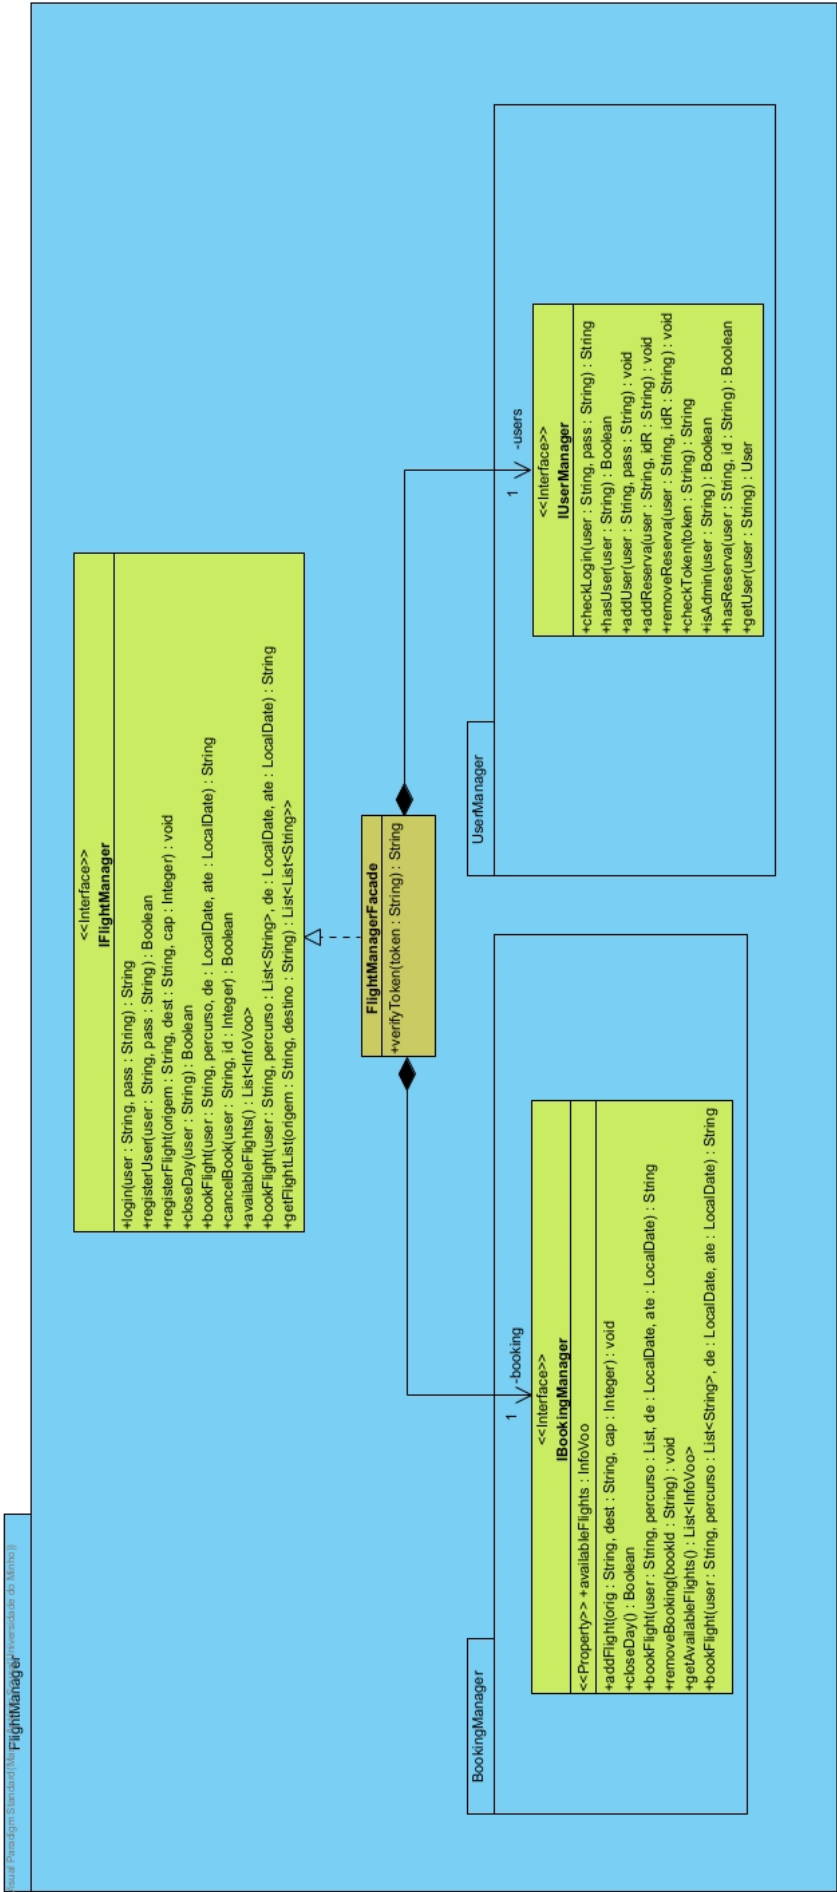 FlightManager
<<Interface>>
IFlightManager
+login(user : String, pass : String) : String
+registerUser(user : String, pass : String) : Boolean
+registerFlight(origem : String, dest : String, cap : Integer) : void
+closeDay(user : String) : Boolean
+bookFlight(user : String, percurso, de : LocalDate, ate : LocalDate) : String
+cancelBook(user : String, id : Integer) : Boolean
+availableFlights() : List<InfoVoo>
+bookFlight(user : String, percurso : List<String>, de : LocalDate, ate : LocalDate) : String
+getFlightList(origem : String, destino : String) : List<List<String>>
FlightManagerFacade
+verifyToken(token : String) : String
1
-booking
1
-users
BookingManager
<<Interface>>
IBookingManager
<<Property>> +availableFlights : InfoVoo
+addFlight(orig : String, dest : String, cap : Integer) : void
+closeDay() : Boolean
+bookFlight(user : String, percurso : List, de : LocalDate, ate : LocalDate) : String
+removeBooking(bookId : String) : void
+getAvailableFlights() : List<InfoVoo>
+bookFlight(user : String, percurso : List<String>, de : LocalDate, ate : LocalDate) : String
UserManager
<<Interface>>
IUserManager
+checkLogin(user : String, pass : String) : String
+hasUser(user : String) : Boolean
+addUser(user : String, pass : String) : void
+addReserva(user : String, idR : String) : void
+removeReserva(user : String, idR : String) : void
+checkToken(token : String) : String
+isAdmin(user : String) : Boolean
+hasReserva(user : String, id : String) : Boolean
+getUser(user : String) : User